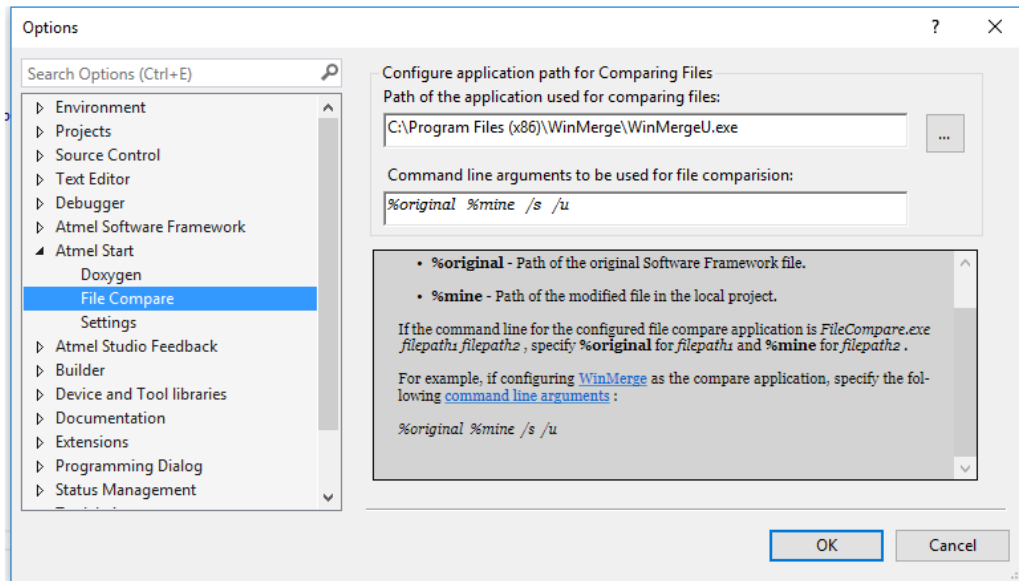 Options
?
Search Options (Ctrl+E)
Environment
Projects
Source Control
Text Editor
Debugger
Atmel Software Framework
Atmel Start
Doxygen
File Compare
Settings
Atmel Studio Feedback
Builder
Device and Tool libraries
Documentation
Extensions
Programming Dialog
Status Management
Configure application path for Comparing Files
Path of the application used for comparing files:
C:\Program Files (x86)\WinMerge\WinMergeU.exe
...
Command line arguments to be used for file comparision:
%original %mine /s /u
• %original - Path of the original Software Framework file.
• %mine - Path of the modified file in the local project.
If the command line for the configured file compare application is FileCompare.exe
filepath1 filepath2 , specify %original for filepath1 and %mine for filepath2 .
For example, if configuring WinMerge as the compare application, specify the fol-
lowing command line arguments :
%original %mine /s /u
OK
Cancel